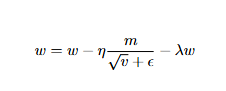 w = w − η m / (√v + ϵ) − λw